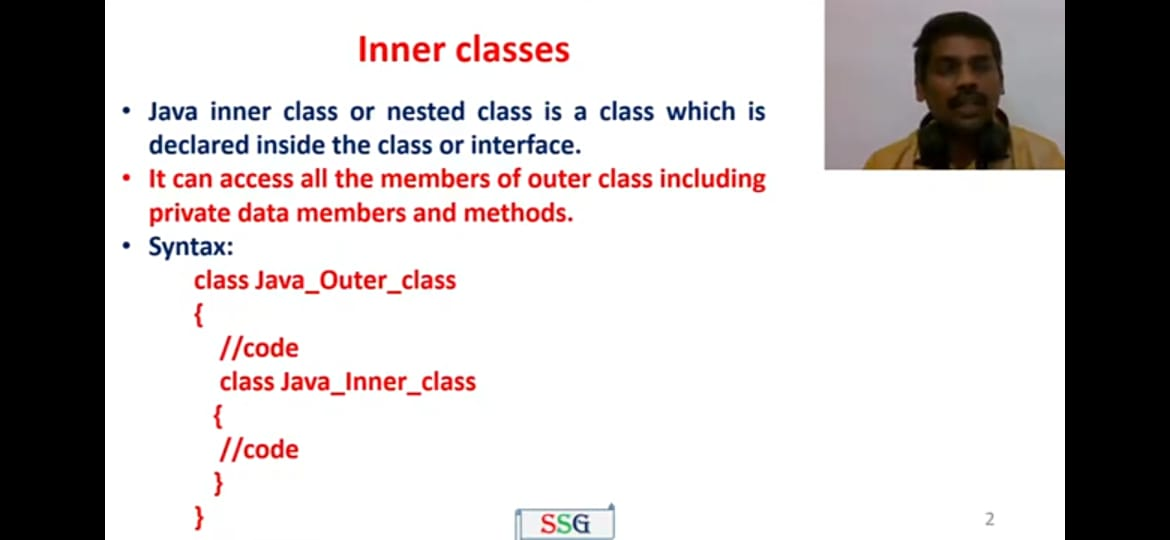 Inner classes
• Java inner class or nested class is a class which is
declared inside the class or interface.
• It can access all the members of outer class including
private data members and methods.
• Syntax:
class Java_Outer_class
{
//code
class Java_Inner_class
{
//code
}
}
SSG
2